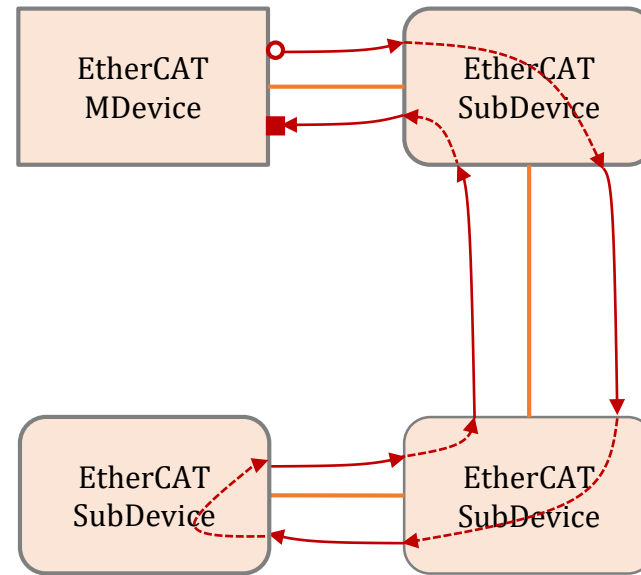 EtherCAT
MDevice
EtherCAT
SubDevice
EtherCAT
SubDevice
EtherCAT
SubDevice